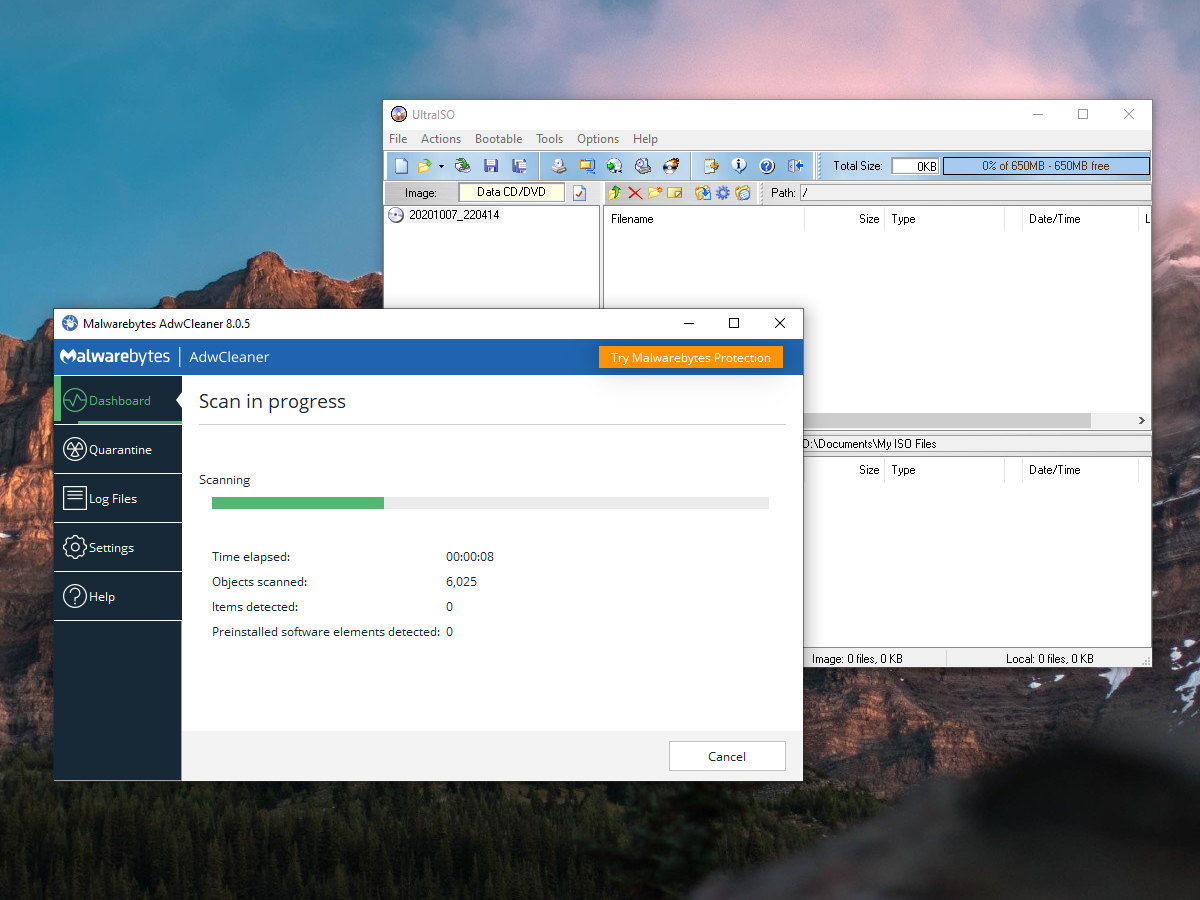 UltraISO
File Actions Bootable Tools Options Help
Total Size: 0KB 0% of 650MB - 650MB free
Image: Data CD/DVD Path: /
20201007_220414
Filename Size Type Date/Time L
D:\Documents\My ISO Files
Size Type Date/Time
Image: 0 files, 0 KB Local: 0 files, 0 KB
Malwarebytes AdwCleaner 8.0.5
Malwarebytes AdwCleaner
Try Malwarebytes Protection
Dashboard
Quarantine
Log Files
Settings
Help
Scan in progress
Scanning
Time elapsed: 00:00:08
Objects scanned: 6,025
Items detected: 0
Preinstalled software elements detected: 0
Cancel